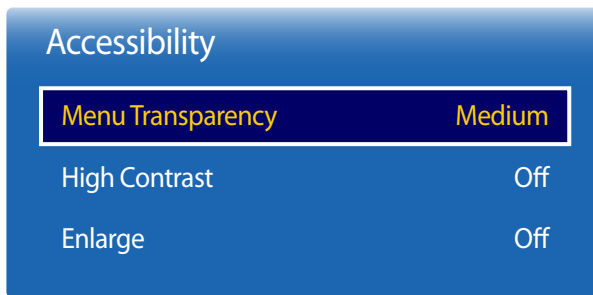 Accessibility
Menu Transparency Medium
High Contrast Off
Enlarge Off